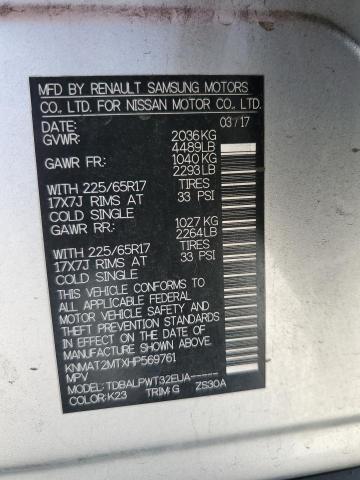 MFD BY RENAULT SAMSUNG MOTORS
CO., LTD. FOR NISSAN MOTOR CO., LTD.
DATE: 03/17
GVWR: 2036KG
4489LB
GAWR FR: 1040 KG
2293LB
WITH 225/65R17 TIRES
17X7J RIMS AT 33 PSI
COLD SINGLE
GAWR RR: 1027 KG
2264LB
WITH 225/65R17 TIRES
17X7J RIMS AT 33 PSI
COLD SINGLE
THIS VEHICLE CONFORMS TO
ALL APPLICABLE FEDERAL
MOTOR VEHICLE SAFETY AND
THEFT PREVENTION STANDARDS
IN EFFECT ON THE DATE OF
MANUFACTURE SHOWN ABOVE.
KNMAT2MTXHP569761
MPV
MODEL: TDBALPWT32EUA-----
COLOR: K23 TRIM: G ZS30A